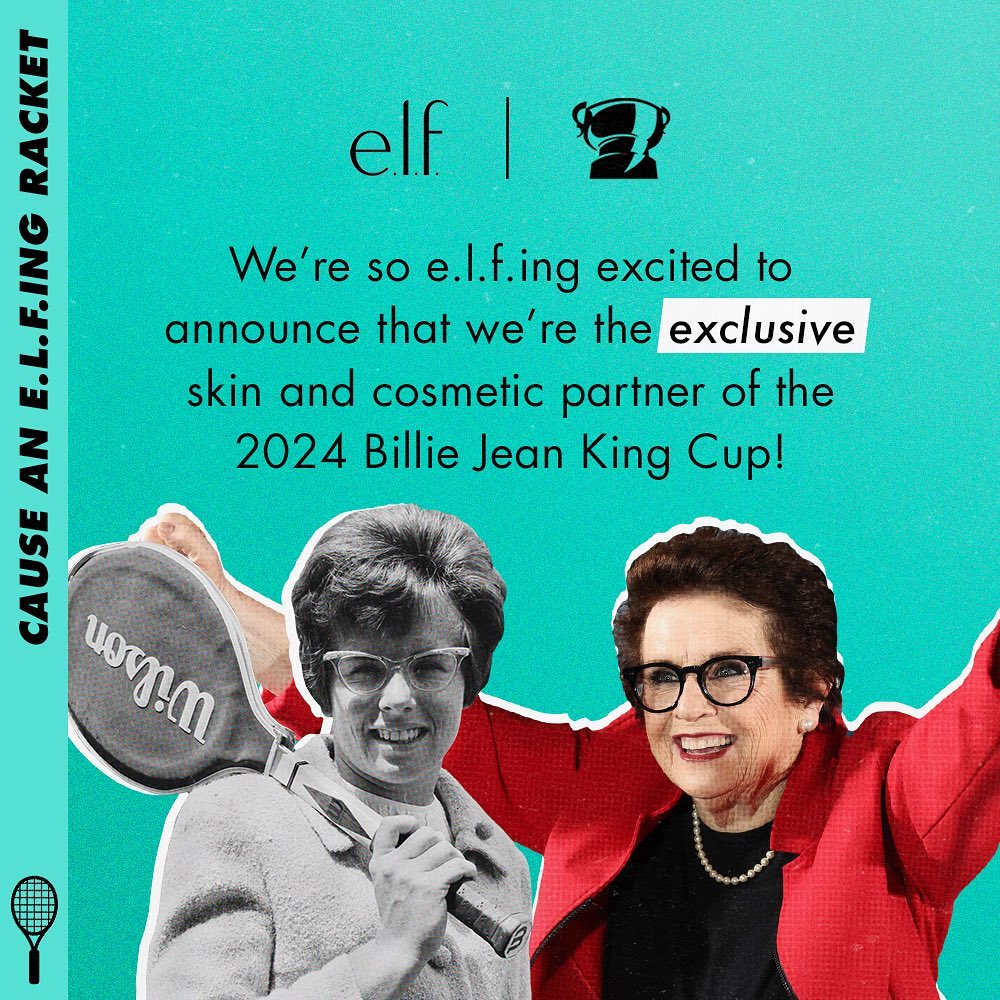 CAUSE AN E.L.F.ING RACKET
e.l.f.
We're so e.l.f.ing excited to
announce that we're the exclusive
skin and cosmetic partner of the
2024 Billie Jean King Cup!
Wilson